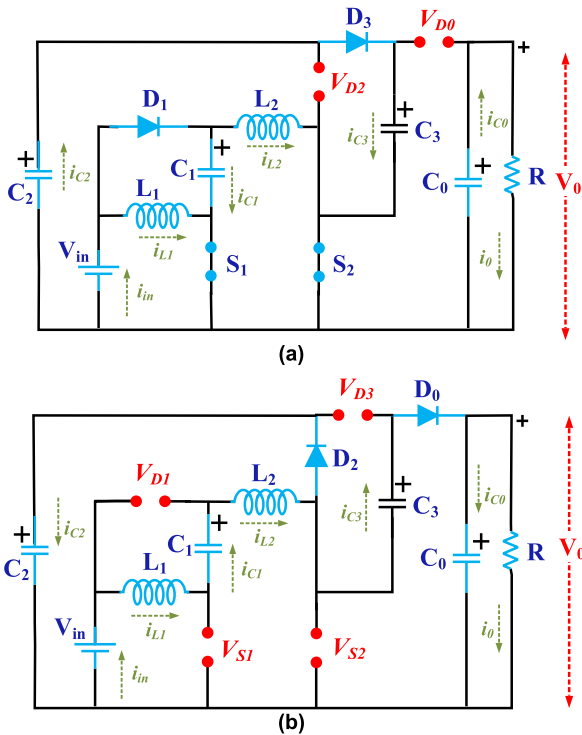 D3 VD0 +
VD2
D1 L2 + C3 iC3 iC0
+ iC2 C2 C1 iC1 iL2 + C0 R V0
L1
Vin iL1 S1 S2 i0
iin
(a)
VD3 D0 +
VD1 L2 D2
iC2 + C2 + C1 iC1 iL2 iC3 + C3 iC0
L1 + C0 R V0
Vin iL1 VS1 VS2 i0
iin
(b)